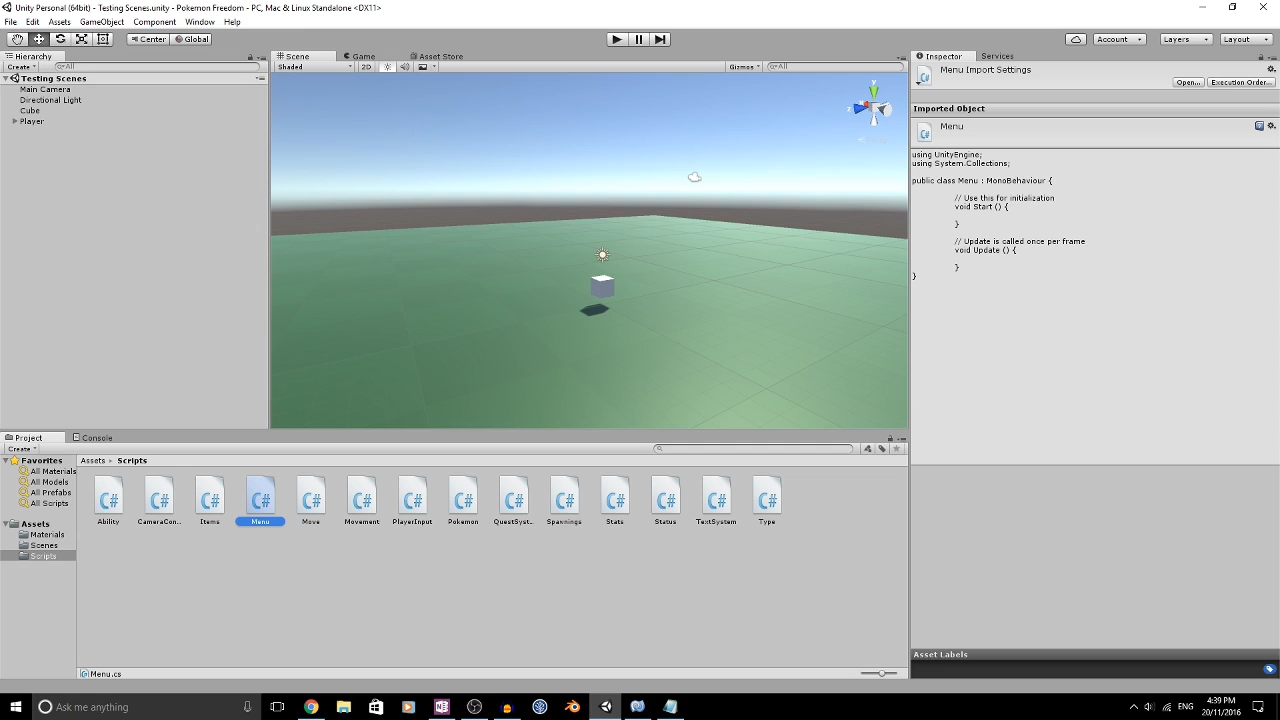 Unity Personal (64bit) - Testing Scenes.unity - Pokemon Freedom - PC, Mac & Linux Standalone <DX11>
File Edit Assets GameObject Component Window Help
Center Global Account Layers Layout
Hierarchy
Create All
Testing Scenes
Main Camera
Directional Light
Cube
Player
Scene Game Asset Store
Shaded 2D Gizmos All
y
z
Inspector Services
Menu Import Settings
Open... Execution Order...
Imported Object
Menu
using UnityEngine;
using System.Collections;
public class Menu : MonoBehaviour {
// Use this for initialization
void Start () {
}
// Update is called once per frame
void Update () {
}
}
Asset Labels
Project Console
Create
Favorites
All Materials
All Models
All Prefabs
All Scripts
Assets
Materials
Scenes
Scripts
Assets Scripts
C# C# C# C# C# C# C# C# C# C# C# C# C# C#
Ability CameraCon... Items Menu Move Movement PlayerInput Pokemon QuestSyst... Spawnings Stats Status TextSystem Type
Menu.cs
Ask me anything
ENG
4:39 PM
20/11/2016